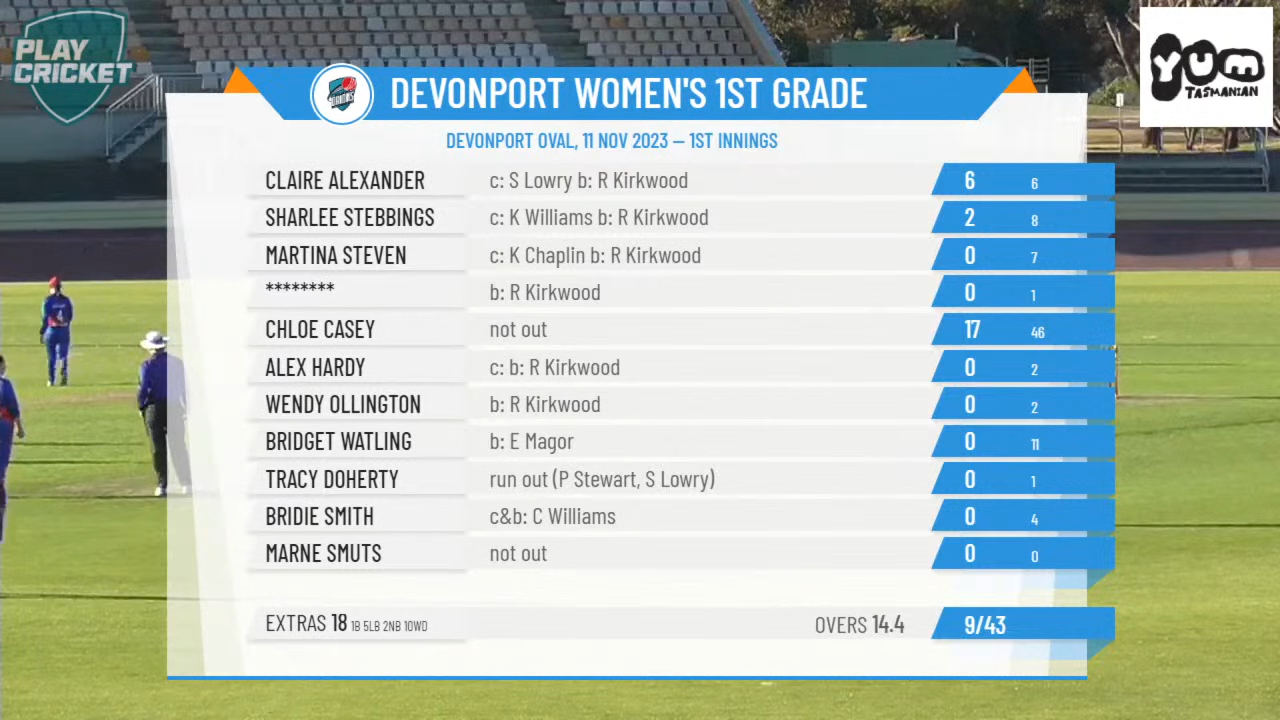 PLAY
CRICKET
YUM
TASMANIAN
DEVONPORT WOMEN'S 1ST GRADE
DEVONPORT OVAL, 11 NOV 2023 – 1ST INNINGS
CLAIRE ALEXANDER c: S Lowry b: R Kirkwood 6 6
SHARLEE STEBBINGS c: K Williams b: R Kirkwood 2 8
MARTINA STEVEN c: K Chaplin b: R Kirkwood 0 7
******** b: R Kirkwood 0 1
CHLOE CASEY not out 17 46
ALEX HARDY c: b: R Kirkwood 0 2
WENDY OLLINGTON b: R Kirkwood 0 2
BRIDGET WATLING b: E Magor 0 11
TRACY DOHERTY run out (P Stewart, S Lowry) 0 1
BRIDIE SMITH c&b: C Williams 0 4
MARNE SMUTS not out 0 0
EXTRAS 18 1B 5LB 2NB 10WD OVERS 14.4 9/43
4